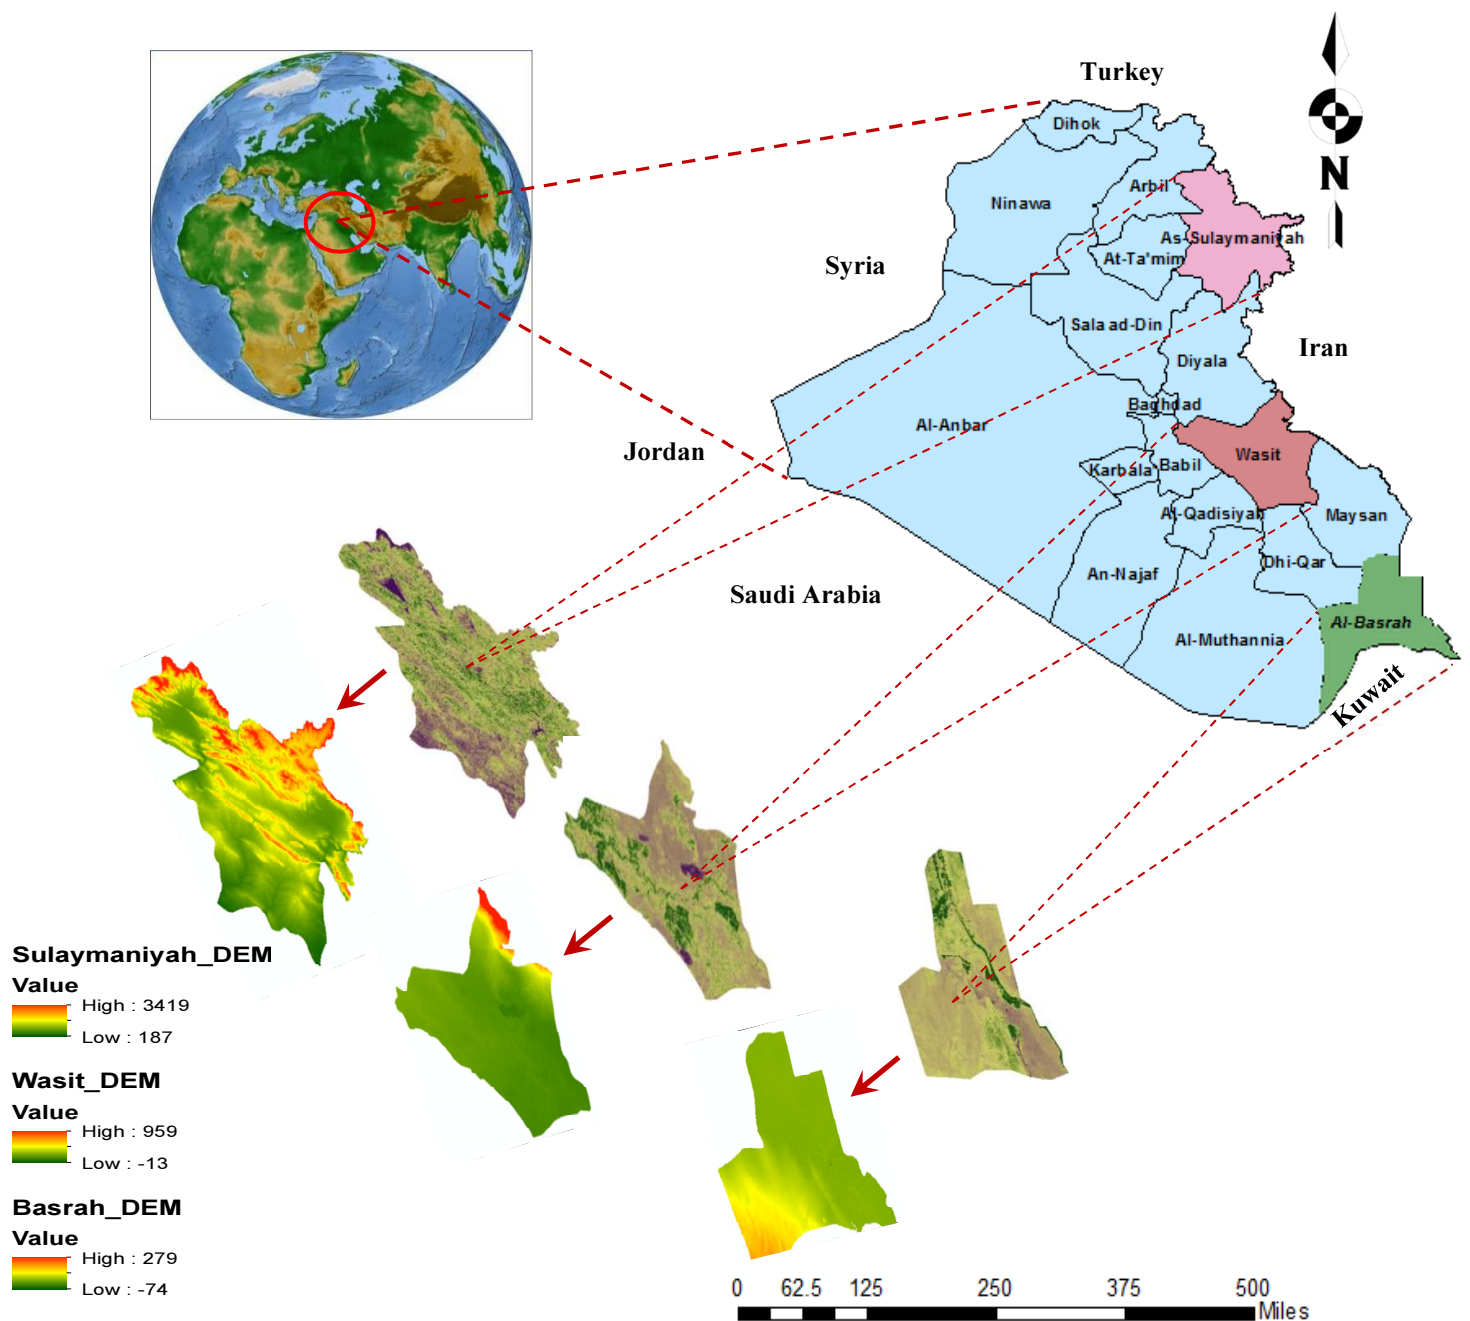 Turkey
N
Dihok
Arbil
Ninawa
As-Sulaymaniyah
At-Ta'mim
Syria
Salaad-Din
Iran
Diyala
Baghdad
Al-Anbar
Jordan
Wasit
Karbala
Babil
Al-Qadisiyah
Maysan
Dhi-Qar
An-Najaf
Saudi Arabia
Al-Basrah
Al-Muthannia
Kuwait
Sulaymaniyah_DEM
Value
High : 3419
Low : 187
Wasit_DEM
Value
High : 959
Low : -13
Basrah_DEM
Value
High : 279
Low : -74
0 62.5 125 250 375 500
Miles